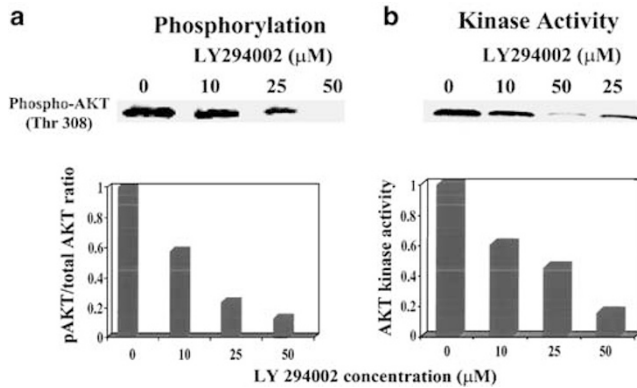 a
Phosphorylation
LY294002 (μM)
0 10 25 50
Phospho-AKT
(Thr 308)
pAKT/total AKT ratio
1
0.8
0.6
0.4
0.2
0
0 10 25 50
b
Kinase Activity
LY294002 (μM)
0 10 50 25
AKT kinase activity
1
0.8
0.6
0.4
0.2
0
0 10 25 50
LY 294002 concentration (μM)